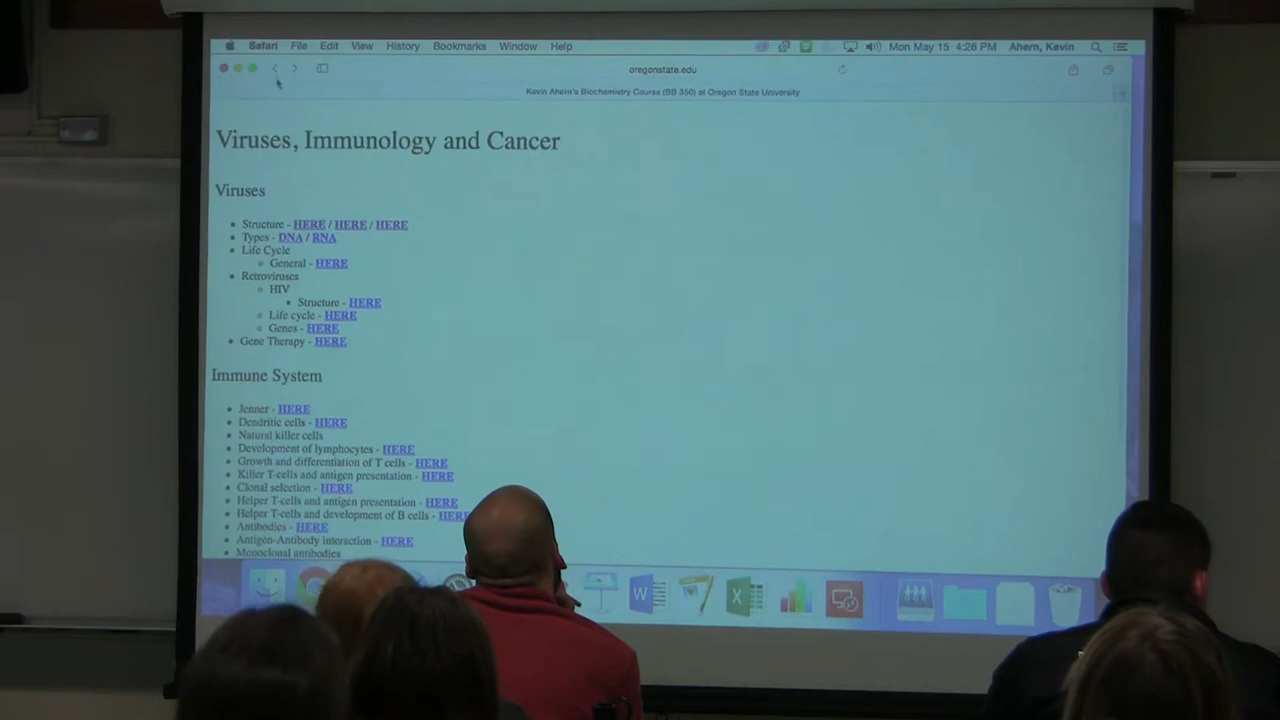 Safari File Edit View History Bookmarks Window Help Mon May 15 4:26 PM Ahern, Kevin
oregonstate.edu
Kevin Ahern's Biochemistry Course (BB 350) at Oregon State University
Viruses, Immunology and Cancer
Viruses
Structure - HERE / HERE / HERE
Types - DNA / RNA
Life Cycle
General - HERE
Retroviruses
HIV
Structure - HERE
Life cycle - HERE
Genes - HERE
Gene Therapy - HERE
Immune System
Jenner - HERE
Dendritic cells - HERE
Natural killer cells
Development of lymphocytes - HERE
Growth and differentiation of T cells - HERE
Killer T-cells and antigen presentation - HERE
Clonal selection - HERE
Helper T-cells and antigen presentation - HERE
Helper T-cells and development of B cells - HERE
Antibodies - HERE
Antigen-Antibody interaction - HERE
Monoclonal antibodies
W
X